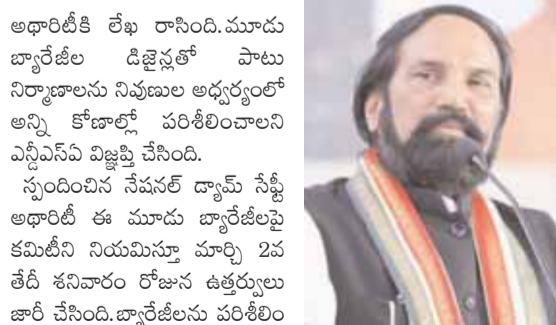 అథారిటీకి లేఖ రాసింది.మూడు
బ్యారేజీల డిజైన్లతో పాటు
నిర్మాణాలను నివుణుల అధ్వర్యంలో
అన్ని కోణాల్లో పరిశీలించాలని
ఎన్డీఎస్ఏ విజ్ఞప్తి చేసింది.
స్పందించిన నేషనల్ డ్యామ్ సేఫ్టీ
అథారిటీ ఈ మూడు బ్యారేజీలపై
కమిటీని నియమిస్తూ మార్చి 2వ
తేదీ శనివారం రోజున ఉత్తర్వులు
జారీ చేసింది.బ్యారేజీలను పరిశీలిం